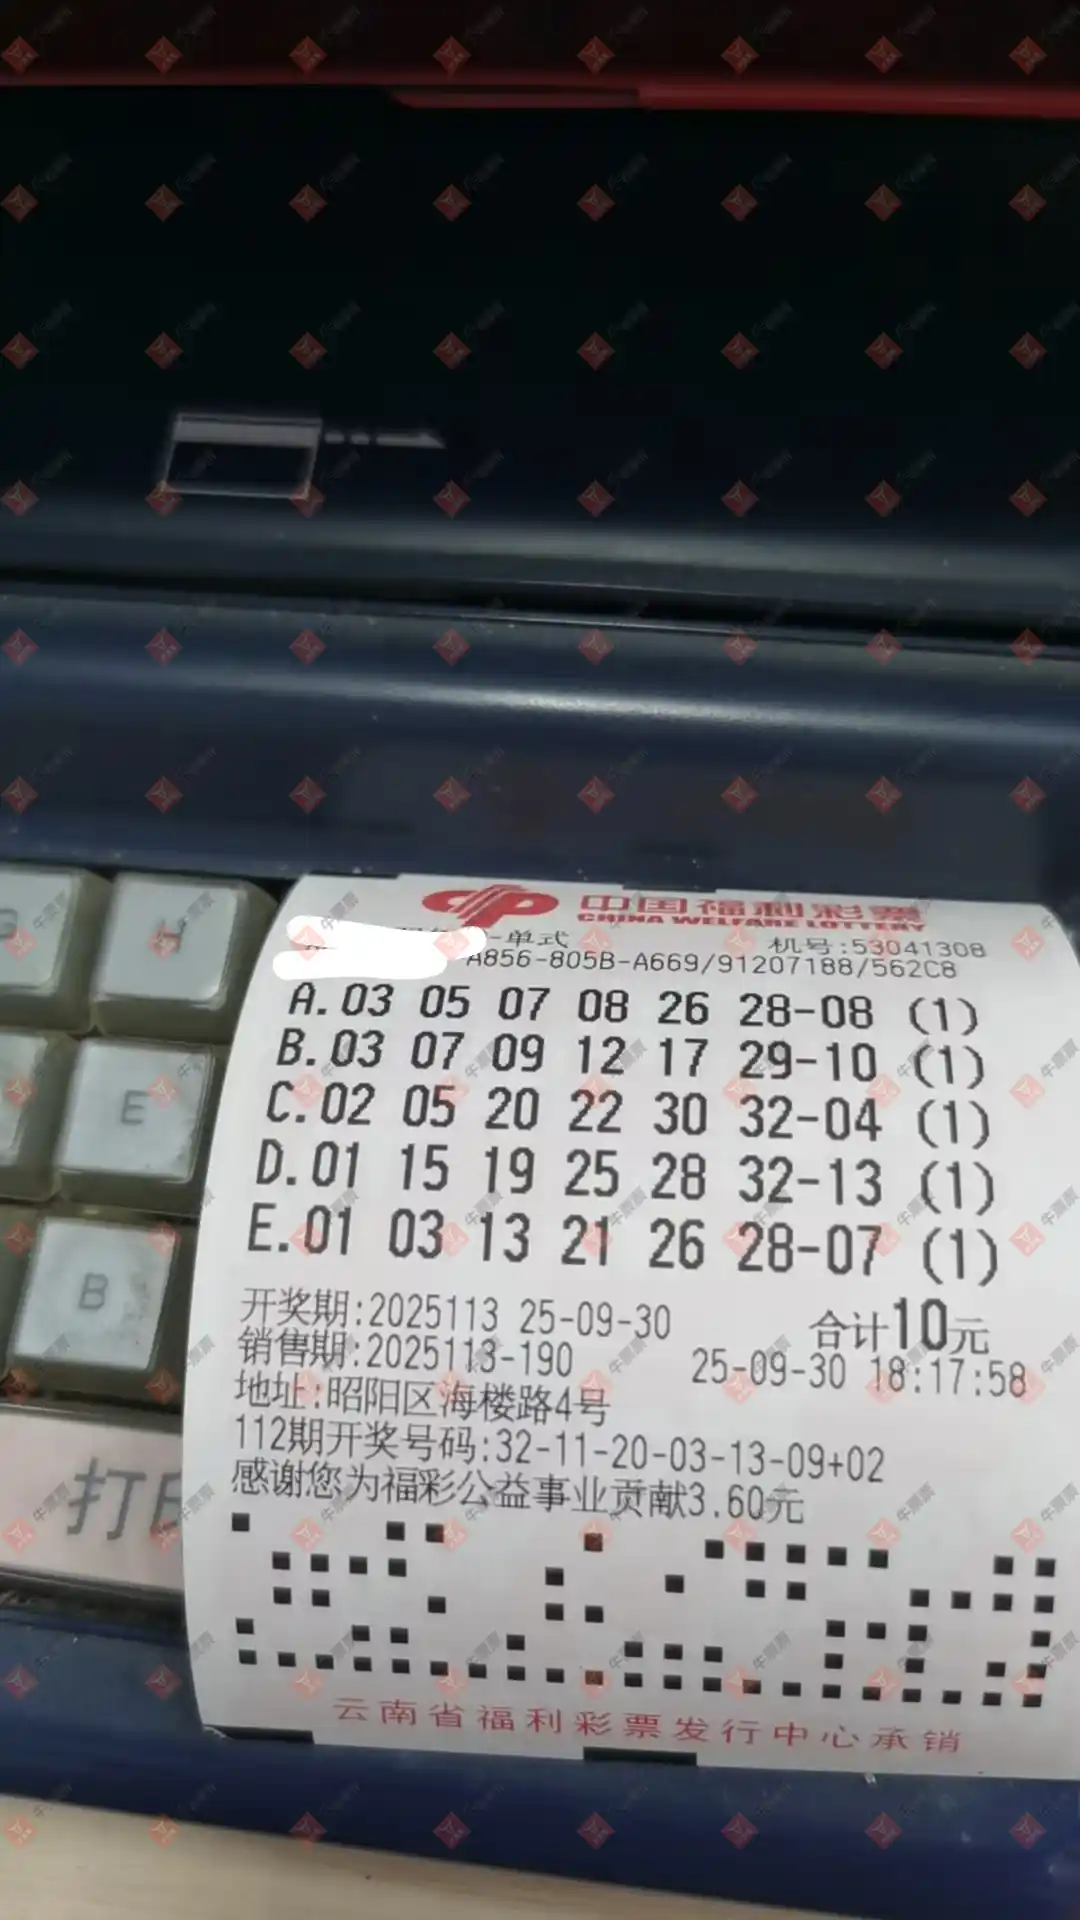 中国福利彩票
CHINA WELFARE LOTTERY
-单式 机号:53041308
A856-805B-A669/91207188/562C8
A.03 05 07 08 26 28-08 (1)
B.03 07 09 12 17 29-10 (1)
C.02 05 20 22 30 32-04 (1)
D.01 15 19 25 28 32-13 (1)
E.01 03 13 21 26 28-07 (1)
开奖期:2025113 25-09-30 合计10元
销售期:2025113-190 25-09-30 18:17:58
地址:昭阳区海楼路4号
112期开奖号码:32-11-20-03-13-09+02
感谢您为福彩公益事业贡献3.60元
云南省福利彩票发行中心承销
G H
E
B
打印
牛票票